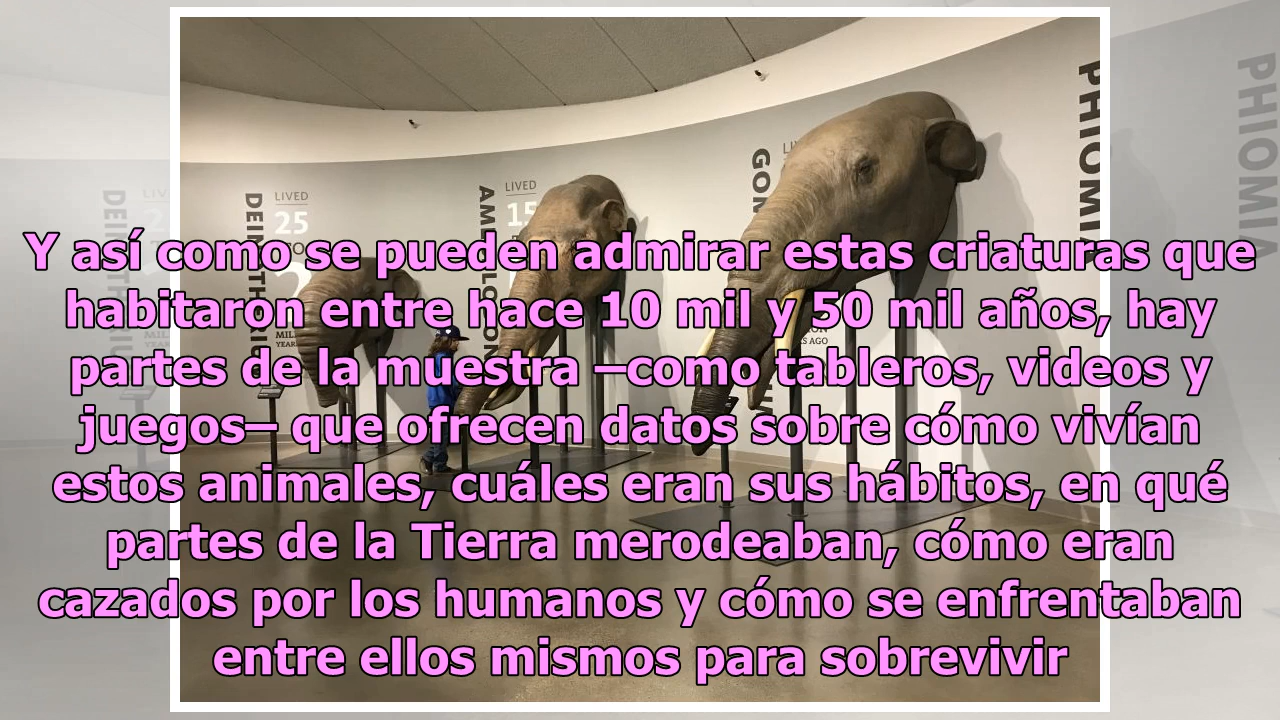 Y así como se pueden admirar estas criaturas que
habitaron entre hace 10 mil y 50 mil años, hay
partes de la muestra –como tableros, videos y
juegos– que ofrecen datos sobre cómo vivían
estos animales, cuáles eran sus hábitos, en qué
partes de la Tierra merodeaban, cómo eran
cazados por los humanos y cómo se enfrentaban
entre ellos mismos para sobrevivir
LIVED
25
LIVED
15
PHIOMIA